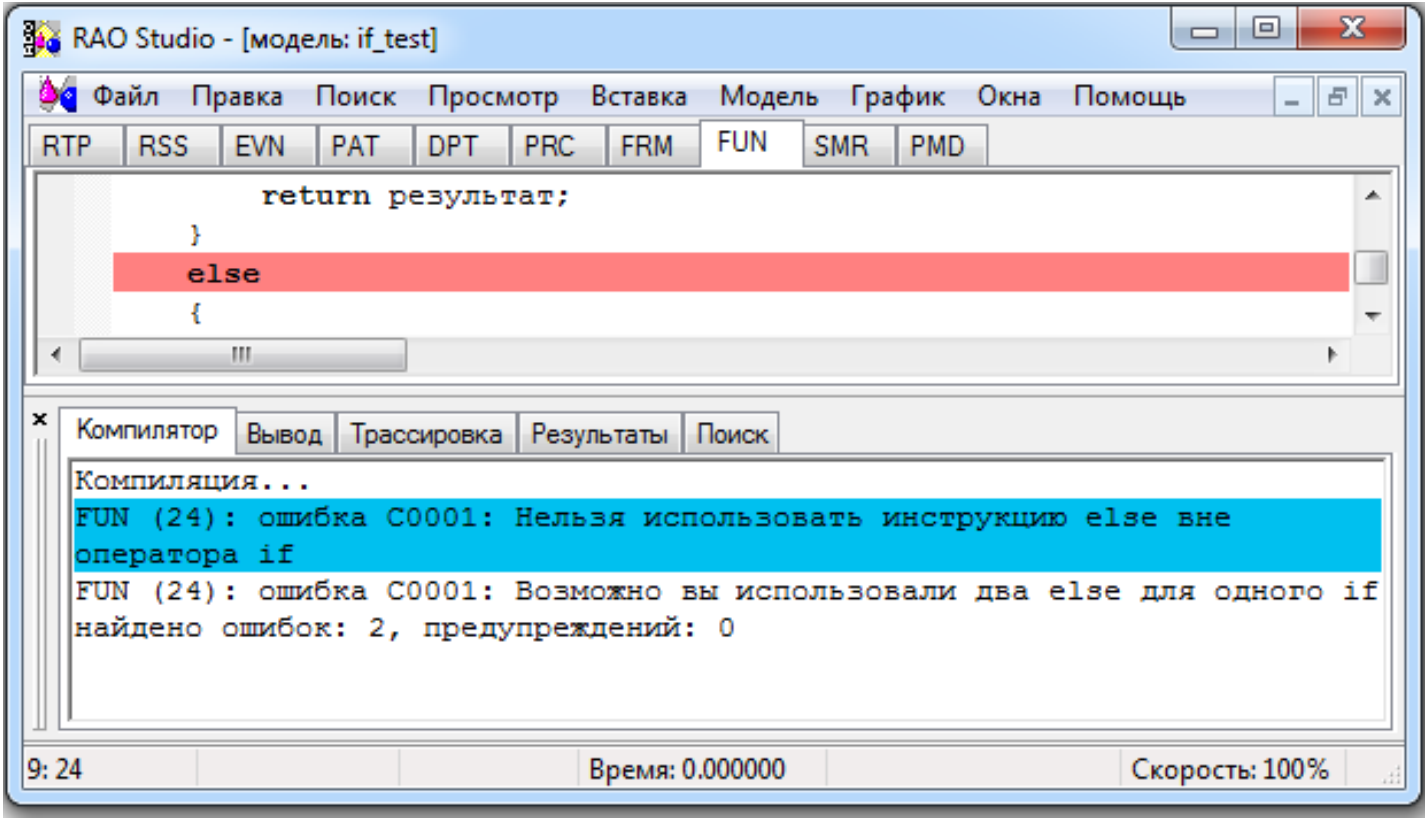 RAO Studio - [модель: if_test]
Файл Правка Поиск Просмотр Вставка Модель График Окна Помощь
RTP RSS EVN PAT DPT PRC FRM FUN SMR PMD
return результат;
}
else
{
Компилятор Вывод Трассировка Результаты Поиск
Компиляция...
FUN (24): ошибка C0001: Нельзя использовать инструкцию else вне
оператора if
FUN (24): ошибка C0001: Возможно вы использовали два else для одного if
найдено ошибок: 2, предупреждений: 0
9: 24 Время: 0.000000 Скорость: 100%